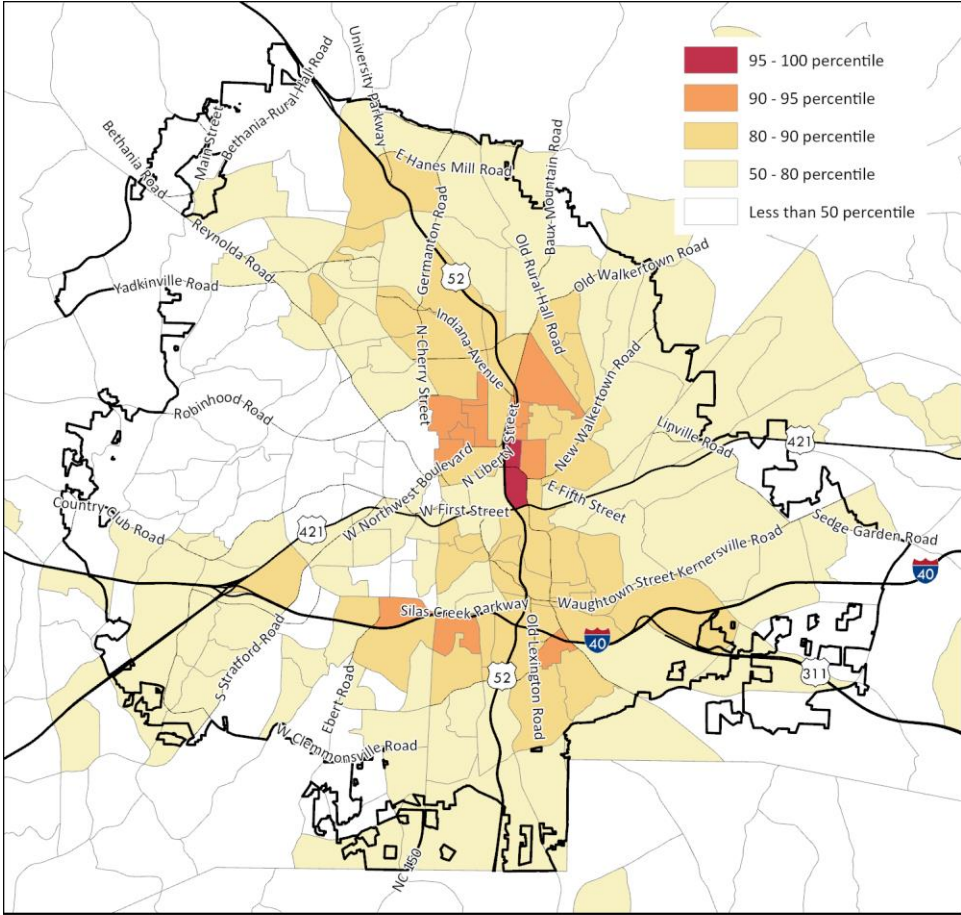 95 - 100 percentile
90 - 95 percentile
80 - 90 percentile
50 - 80 percentile
Less than 50 percentile
Bethania Road
Main Street
Bethania-Rural-Hall-Road
University Parkway
E Hanes Mill Road
Baux-Mountain-Road
Reynolda Road
Germanton-Road
Old Rural Hall Road
Old Walkertown Road
Yadkinville Road
52
Indiana Avenue
N-Cherry Street
Robinhood Road
New-Walkertown-Road
Linville Road
421
N Liberty Street
W Northwest Boulevard
E Fifth Street
W First Street
Country Club Road
421
Sedge Garden Road
40
Waughtown-Street Kernersville-Road
Silas Creek Parkway
40
S-Stratford-Road
Ebert-Road
Old Lexington Road
52
311
W Clemmonsville Road
NC-150